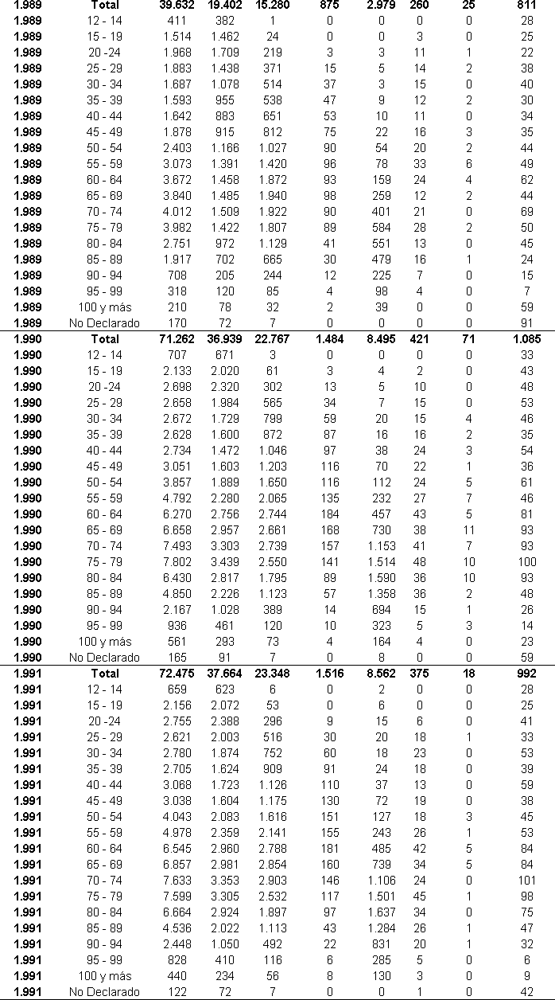 1.989 Total 39.632 19.402 15.280 875 2.979 260 25 811
1.989 12 - 14 411 382 1 0 0 0 0 28
1.989 15 - 19 1.514 1.462 24 0 0 3 0 25
1.989 20 -24 1.968 1.709 219 3 3 11 1 22
1.989 25 - 29 1.883 1.438 371 15 5 14 2 38
1.989 30 - 34 1.687 1.078 514 37 3 15 0 40
1.989 35 - 39 1.593 955 538 47 9 12 2 30
1.989 40 - 44 1.642 883 651 53 10 11 0 34
1.989 45 - 49 1.878 915 812 75 22 16 3 35
1.989 50 - 54 2.403 1.166 1.027 90 54 20 2 44
1.989 55 - 59 3.073 1.391 1.420 96 78 33 6 49
1.989 60 - 64 3.672 1.458 1.872 93 159 24 4 62
1.989 65 - 69 3.840 1.485 1.940 98 259 12 2 44
1.989 70 - 74 4.012 1.509 1.922 90 401 21 0 69
1.989 75 - 79 3.982 1.422 1.807 89 584 28 2 50
1.989 80 - 84 2.751 972 1.129 41 551 13 0 45
1.989 85 - 89 1.917 702 665 30 479 16 1 24
1.989 90 - 94 708 205 244 12 225 7 0 15
1.989 95 - 99 318 120 85 4 98 4 0 7
1.989 100 y más 210 78 32 2 39 0 0 59
1.989 No Declarado 170 72 7 0 0 0 0 91
1.990 Total 71.262 36.939 22.767 1.484 8.495 421 71 1.085
1.990 12 - 14 707 671 3 0 0 0 0 33
1.990 15 - 19 2.133 2.020 61 3 4 2 0 43
1.990 20 -24 2.698 2.320 302 13 5 10 0 48
1.990 25 - 29 2.658 1.984 565 34 7 15 0 53
1.990 30 - 34 2.672 1.729 799 59 20 15 4 46
1.990 35 - 39 2.628 1.600 872 87 16 16 2 35
1.990 40 - 44 2.734 1.472 1.046 97 38 24 3 54
1.990 45 - 49 3.051 1.603 1.203 116 70 22 1 36
1.990 50 - 54 3.857 1.889 1.650 116 112 24 5 61
1.990 55 - 59 4.792 2.280 2.065 135 232 27 7 46
1.990 60 - 64 6.270 2.756 2.744 184 457 43 5 81
1.990 65 - 69 6.658 2.957 2.661 168 730 38 11 93
1.990 70 - 74 7.493 3.303 2.739 157 1.153 41 7 93
1.990 75 - 79 7.802 3.439 2.550 141 1.514 48 10 100
1.990 80 - 84 6.430 2.817 1.795 89 1.590 36 10 93
1.990 85 - 89 4.850 2.226 1.123 57 1.358 36 2 48
1.990 90 - 94 2.167 1.028 389 14 694 15 1 26
1.990 95 - 99 936 461 120 10 323 5 3 14
1.990 100 y más 561 293 73 4 164 4 0 23
1.990 No Declarado 165 91 7 0 8 0 0 59
1.991 Total 72.475 37.664 23.348 1.516 8.562 375 18 992
1.991 12 - 14 659 623 6 0 2 0 0 28
1.991 15 - 19 2.156 2.072 53 0 6 0 0 25
1.991 20 -24 2.755 2.388 296 9 15 6 0 41
1.991 25 - 29 2.621 2.003 516 30 20 18 1 33
1.991 30 - 34 2.780 1.874 752 60 18 23 0 53
1.991 35 - 39 2.705 1.624 909 91 24 18 0 39
1.991 40 - 44 3.068 1.723 1.126 110 37 13 0 59
1.991 45 - 49 3.038 1.604 1.175 130 72 19 0 38
1.991 50 - 54 4.043 2.083 1.616 151 127 18 3 45
1.991 55 - 59 4.978 2.359 2.141 155 243 26 1 53
1.991 60 - 64 6.545 2.960 2.788 181 485 42 5 84
1.991 65 - 69 6.857 2.981 2.854 160 739 34 5 84
1.991 70 - 74 7.633 3.353 2.903 146 1.106 24 0 101
1.991 75 - 79 7.599 3.305 2.532 117 1.501 45 1 98
1.991 80 - 84 6.664 2.924 1.897 97 1.637 34 0 75
1.991 85 - 89 4.536 2.022 1.113 43 1.284 26 1 47
1.991 90 - 94 2.448 1.050 492 22 831 20 1 32
1.991 95 - 99 828 410 116 6 285 5 0 6
1.991 100 y más 440 234 56 8 130 3 0 9
1.991 No Declarado 122 72 7 0 0 1 0 42